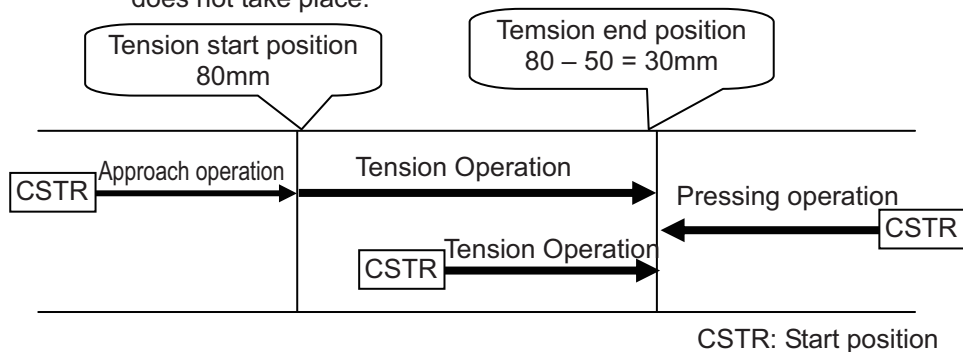 does not take place.
Tension start position
80mm
Temsion end position
80 – 50 = 30mm
CSTR
Approach operation
Tension Operation
Pressing operation
CSTR
CSTR
Tension Operation
CSTR: Start position